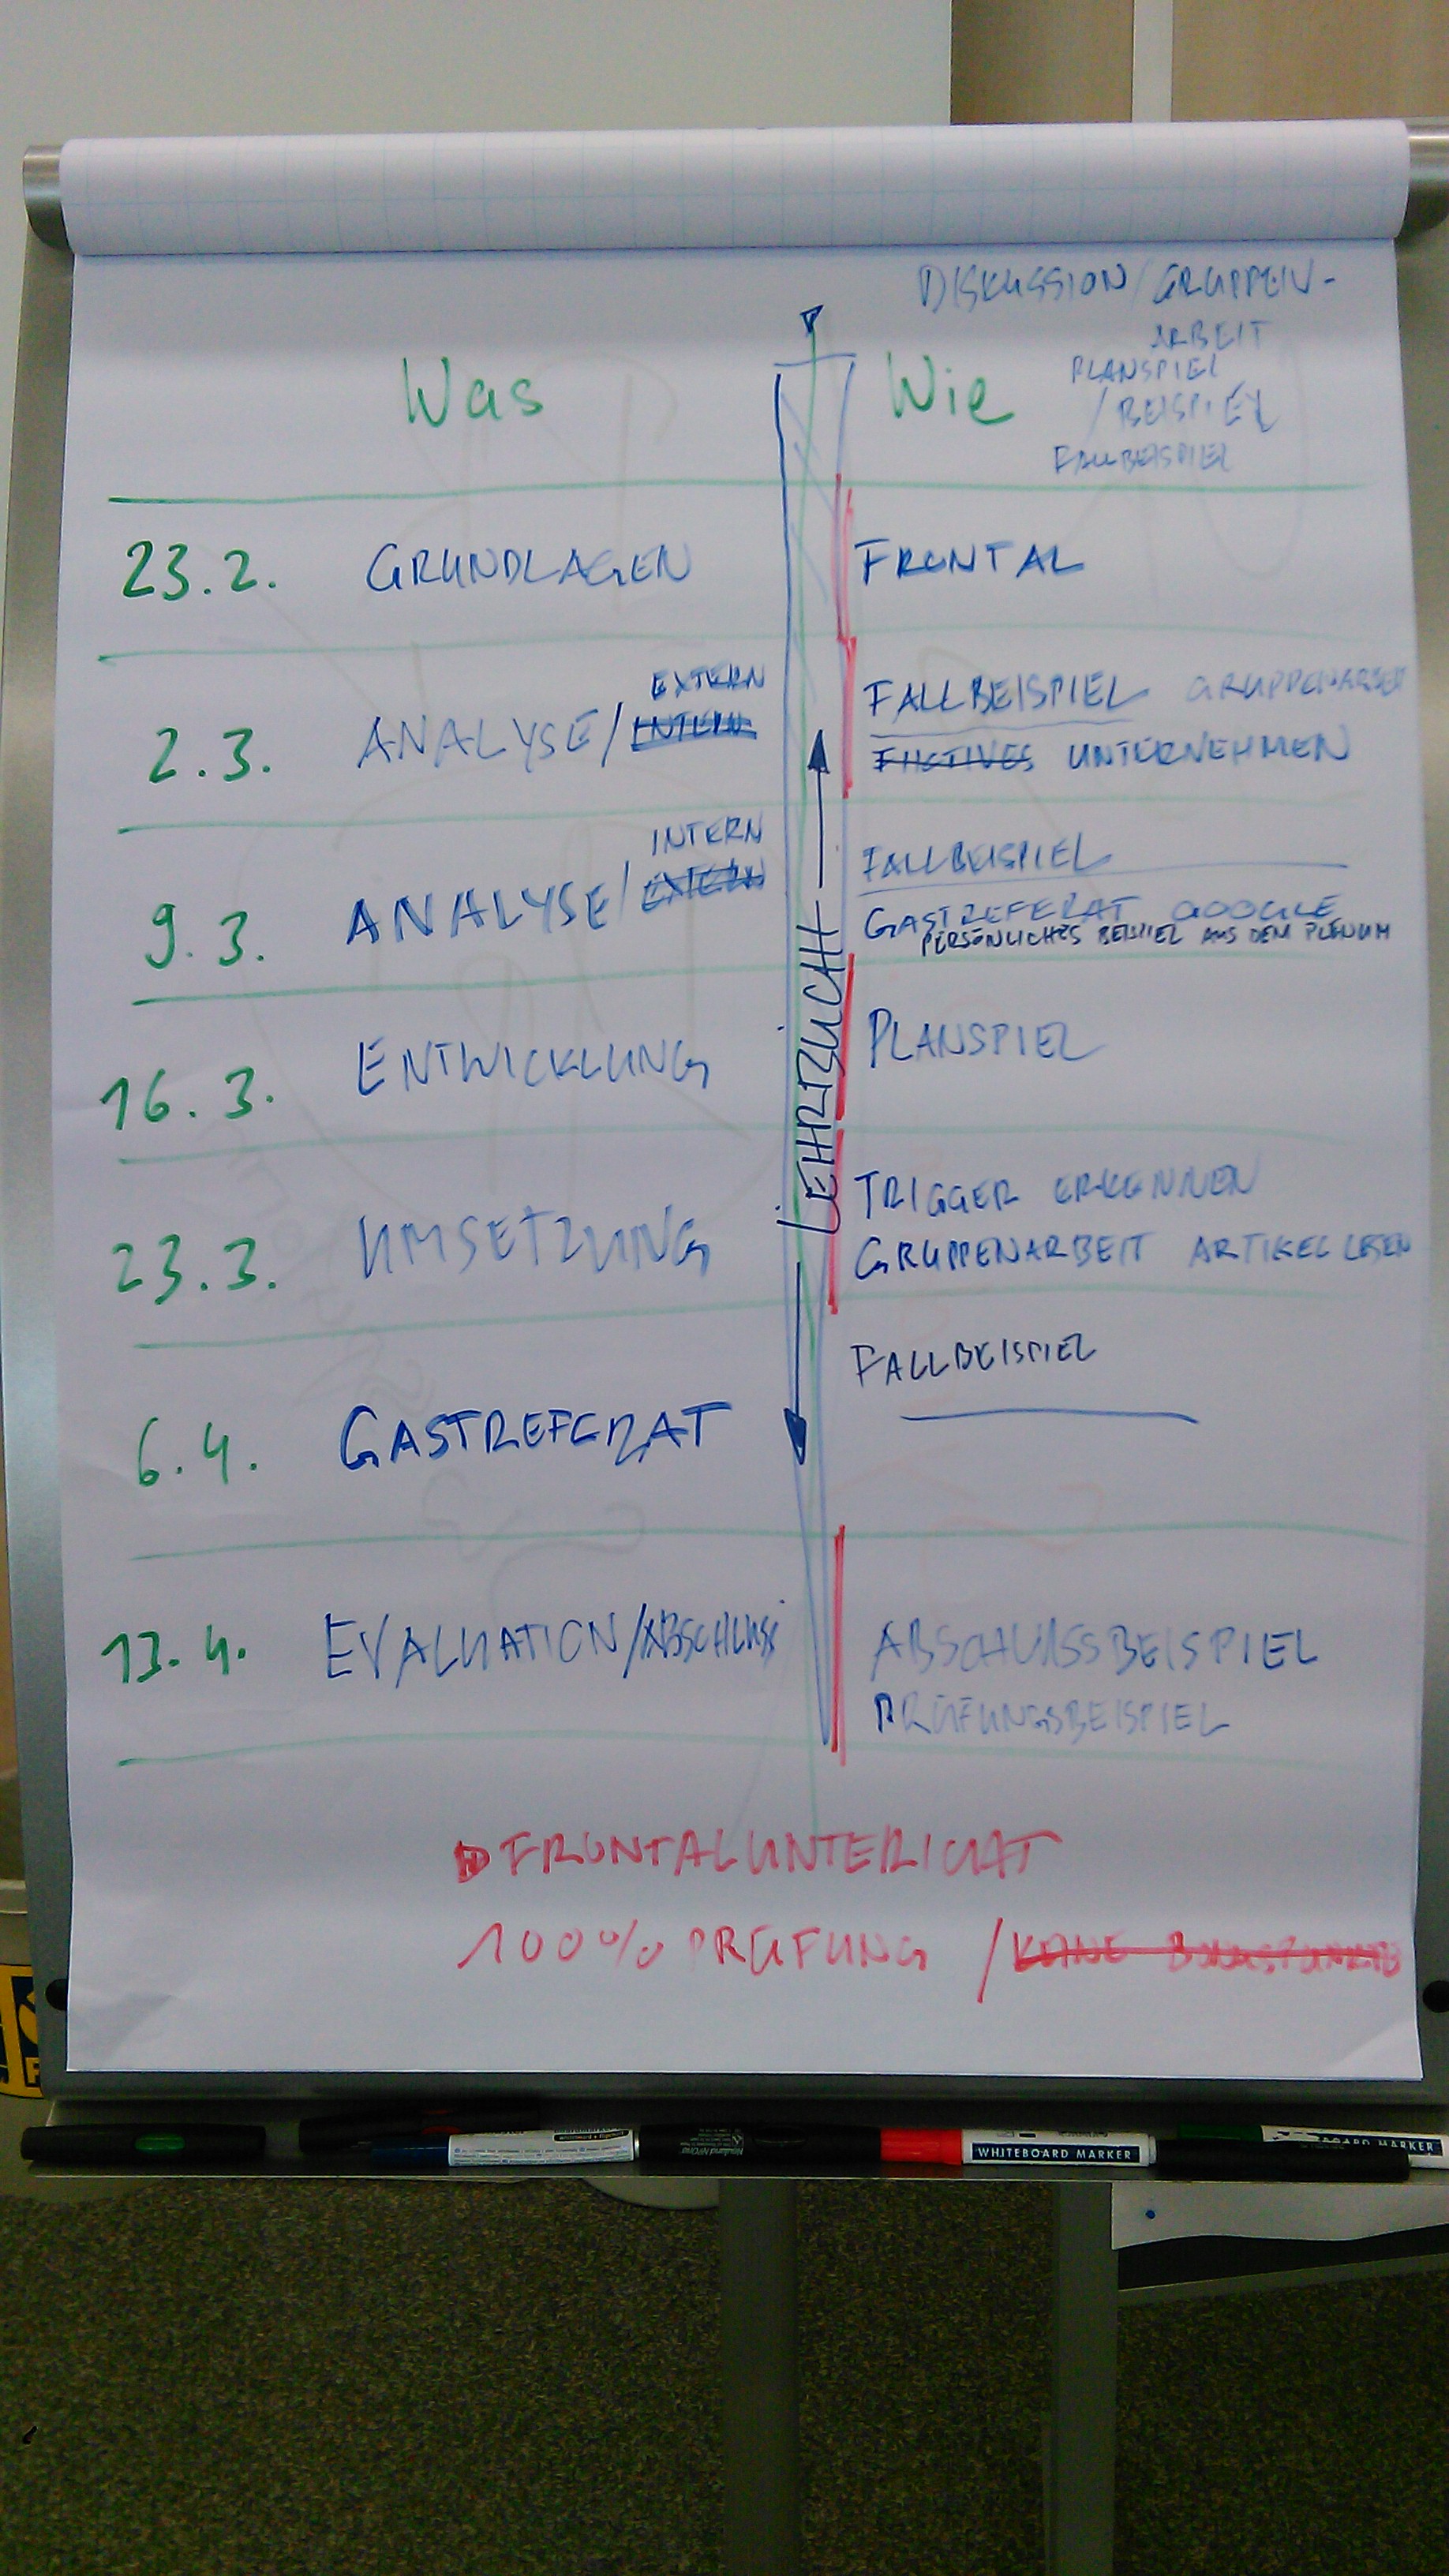 DISKUSSION/GRUPPEN-
ARBEIT
PLANSPIEL
/BEISPIEL
FALLBEISPIEL
Was
Wie
23.2. GRUNDLAGEN FRONTAL
EXTERN
2.3. ANALYSE/INTERN
FALLBEISPIEL GRUPPENARBEIT
FIKTIVES UNTERNEHMEN
INTERN
9.3. ANALYSE/EXTERN
FALLBEISPIEL
GASTREFERAT GOOGLE
PERSÖNLICHES BEISPIEL AUS DEM PLENUM
LEHRBUCH
16.3. ENTWICKLUNG PLANSPIEL
23.3. UMSETZUNG
TRIGGER ERKENNEN
GRUPPENARBEIT ARTIKEL LESEN
FALLBEISPIEL
6.4. GASTREFERAT
13.4. EVALUATION/ABSCHLUSS
ABSCHUSSBEISPIEL
PRÜFUNGSBEISPIEL
FRONTALUNTERICHT
100% PRÜFUNG /KEINE BONUSPUNKTE
WHITEBOARD MARKER
BOARD MARKER